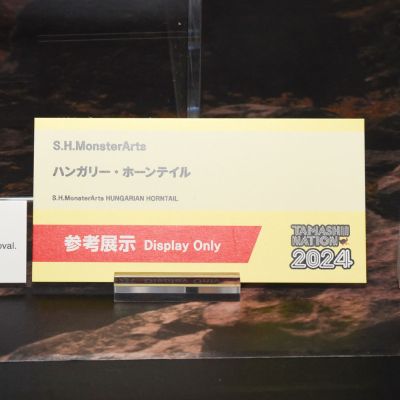 S.H.MonsterArts
ハンガリー・ホーンテイル
S.H.MonsterArts HUNGARIAN HORNTAIL
参考展示 Display Only
TAMASHII
NATION
2024
oval.